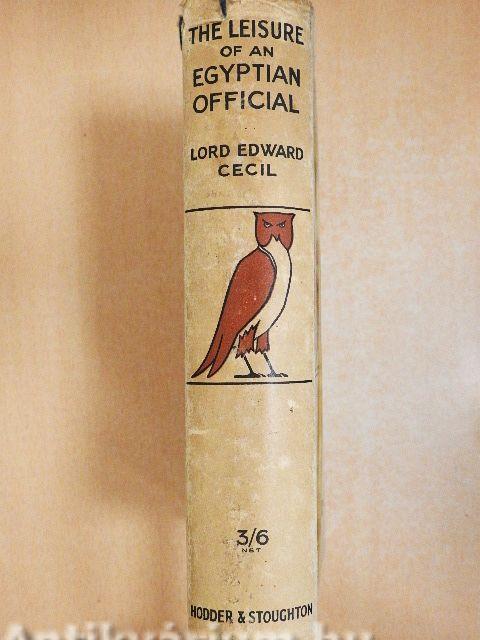 THE LEISURE
OF AN
EGYPTIAN
OFFICIAL
LORD EDWARD
CECIL
3/6
NET
HODDER & STOUGHTON